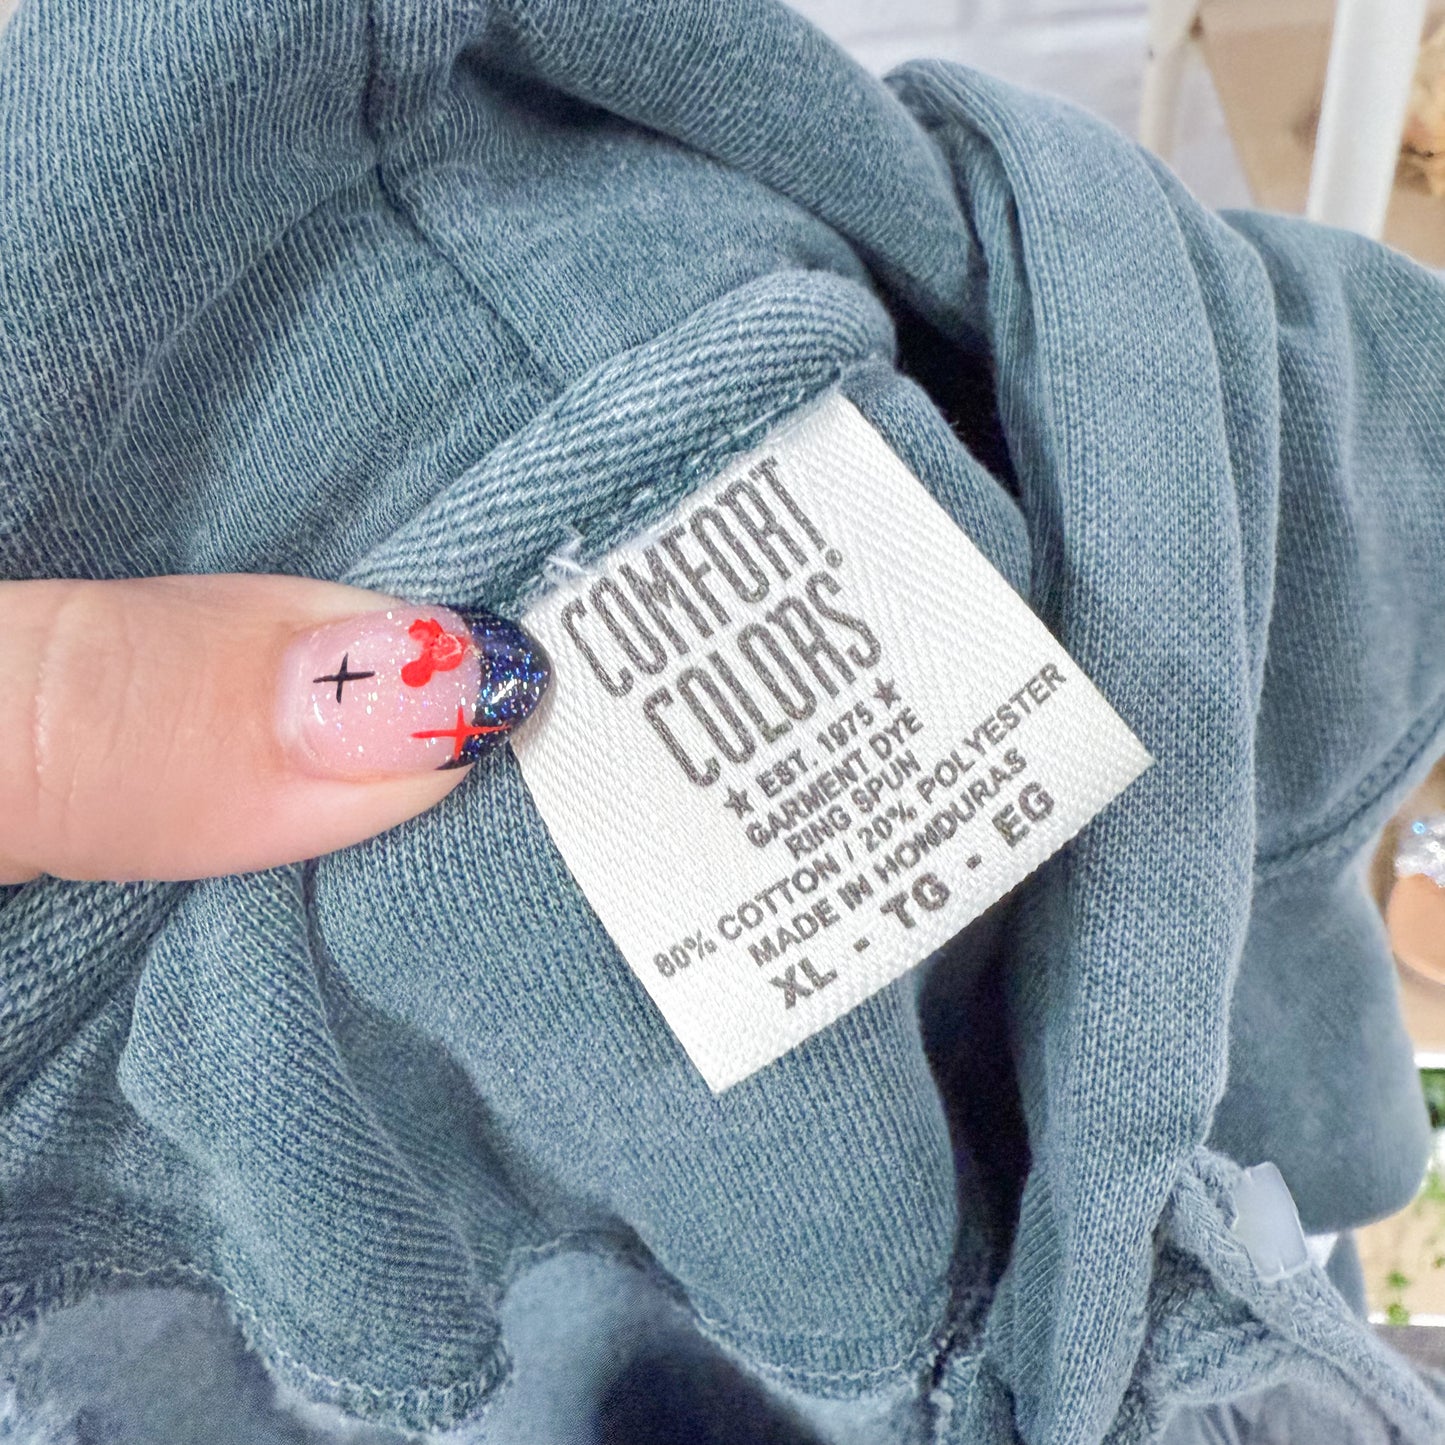 COMFORT
COLORS®
★ EST. 1975 ★
GARMENT DYE
RING SPUN
80% COTTON / 20% POLYESTER
MADE IN HONDURAS
XL - TG - EG